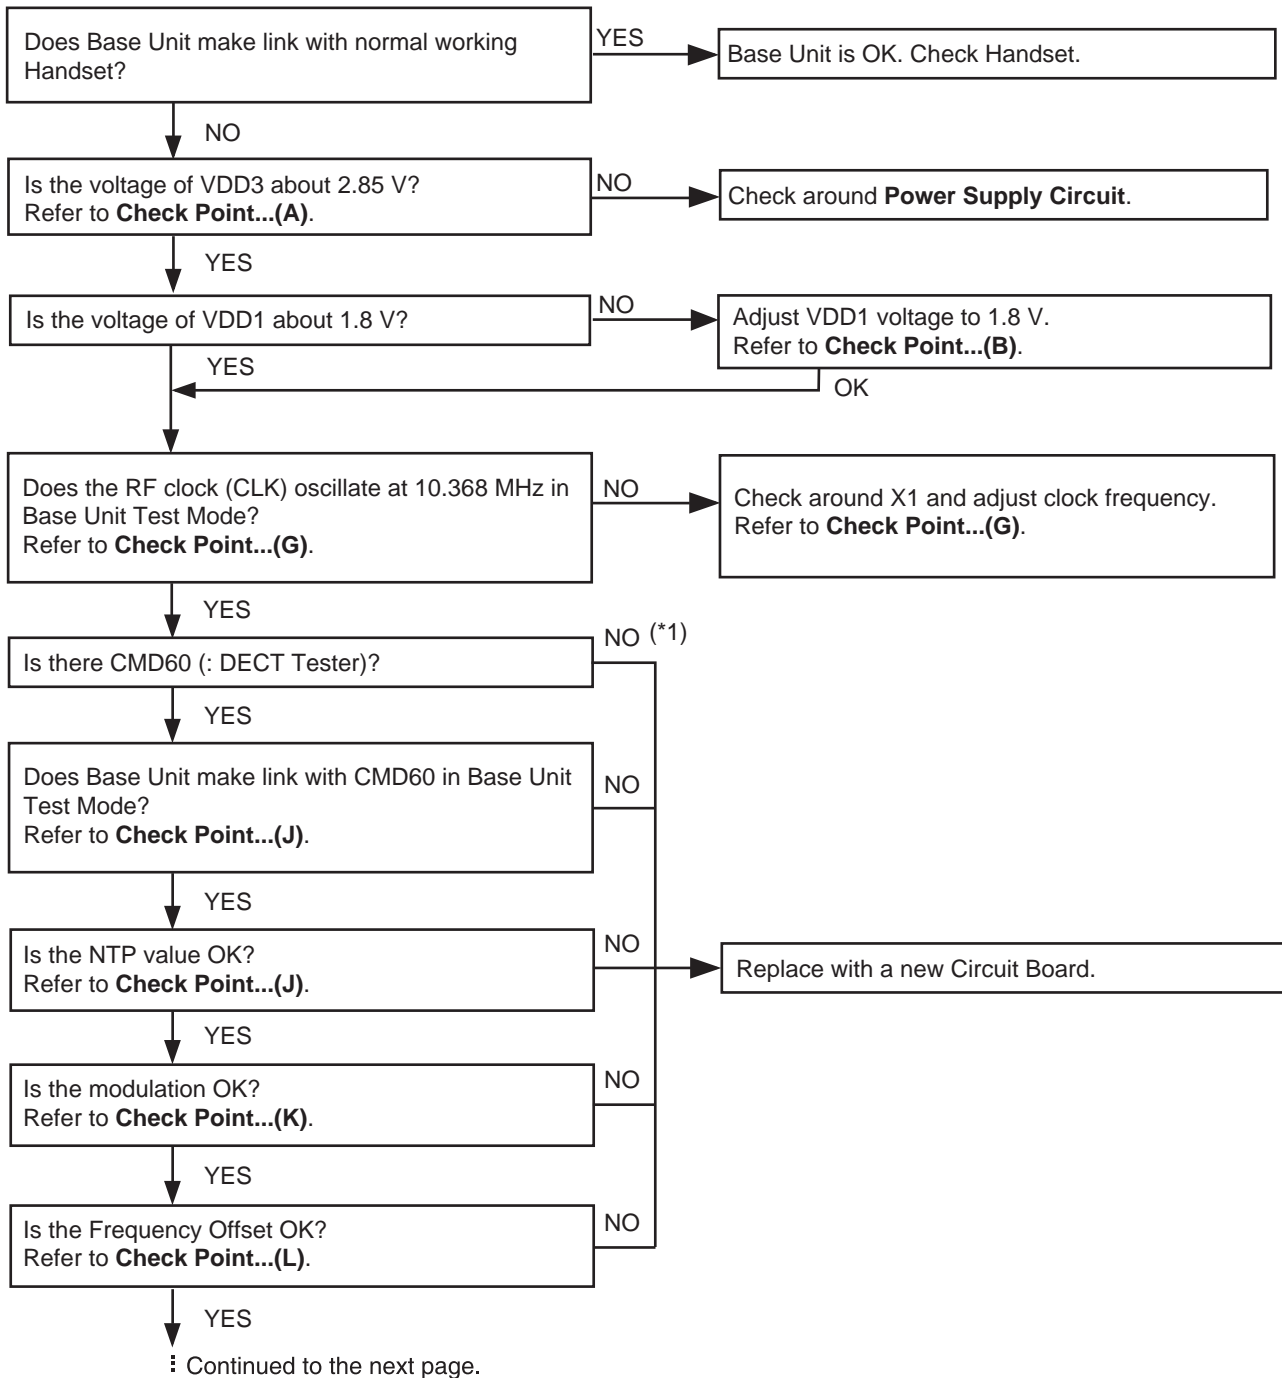 Does Base Unit make link with normal working
Handset?
YES
Base Unit is OK. Check Handset.
NO
Is the voltage of VDD3 about 2.85 V?
Refer to Check Point...(A).
NO
Check around Power Supply Circuit.
YES
Is the voltage of VDD1 about 1.8 V?
NO
Adjust VDD1 voltage to 1.8 V.
Refer to Check Point...(B).
YES
OK
Does the RF clock (CLK) oscillate at 10.368 MHz in
Base Unit Test Mode?
Refer to Check Point...(G).
NO
Check around X1 and adjust clock frequency.
Refer to Check Point...(G).
YES
Is there CMD60 (: DECT Tester)?
NO (*1)
YES
Does Base Unit make link with CMD60 in Base Unit
Test Mode?
Refer to Check Point...(J).
NO
YES
Is the NTP value OK?
Refer to Check Point...(J).
NO
Replace with a new Circuit Board.
YES
Is the modulation OK?
Refer to Check Point...(K).
NO
YES
Is the Frequency Offset OK?
Refer to Check Point...(L).
NO
YES
Continued to the next page.